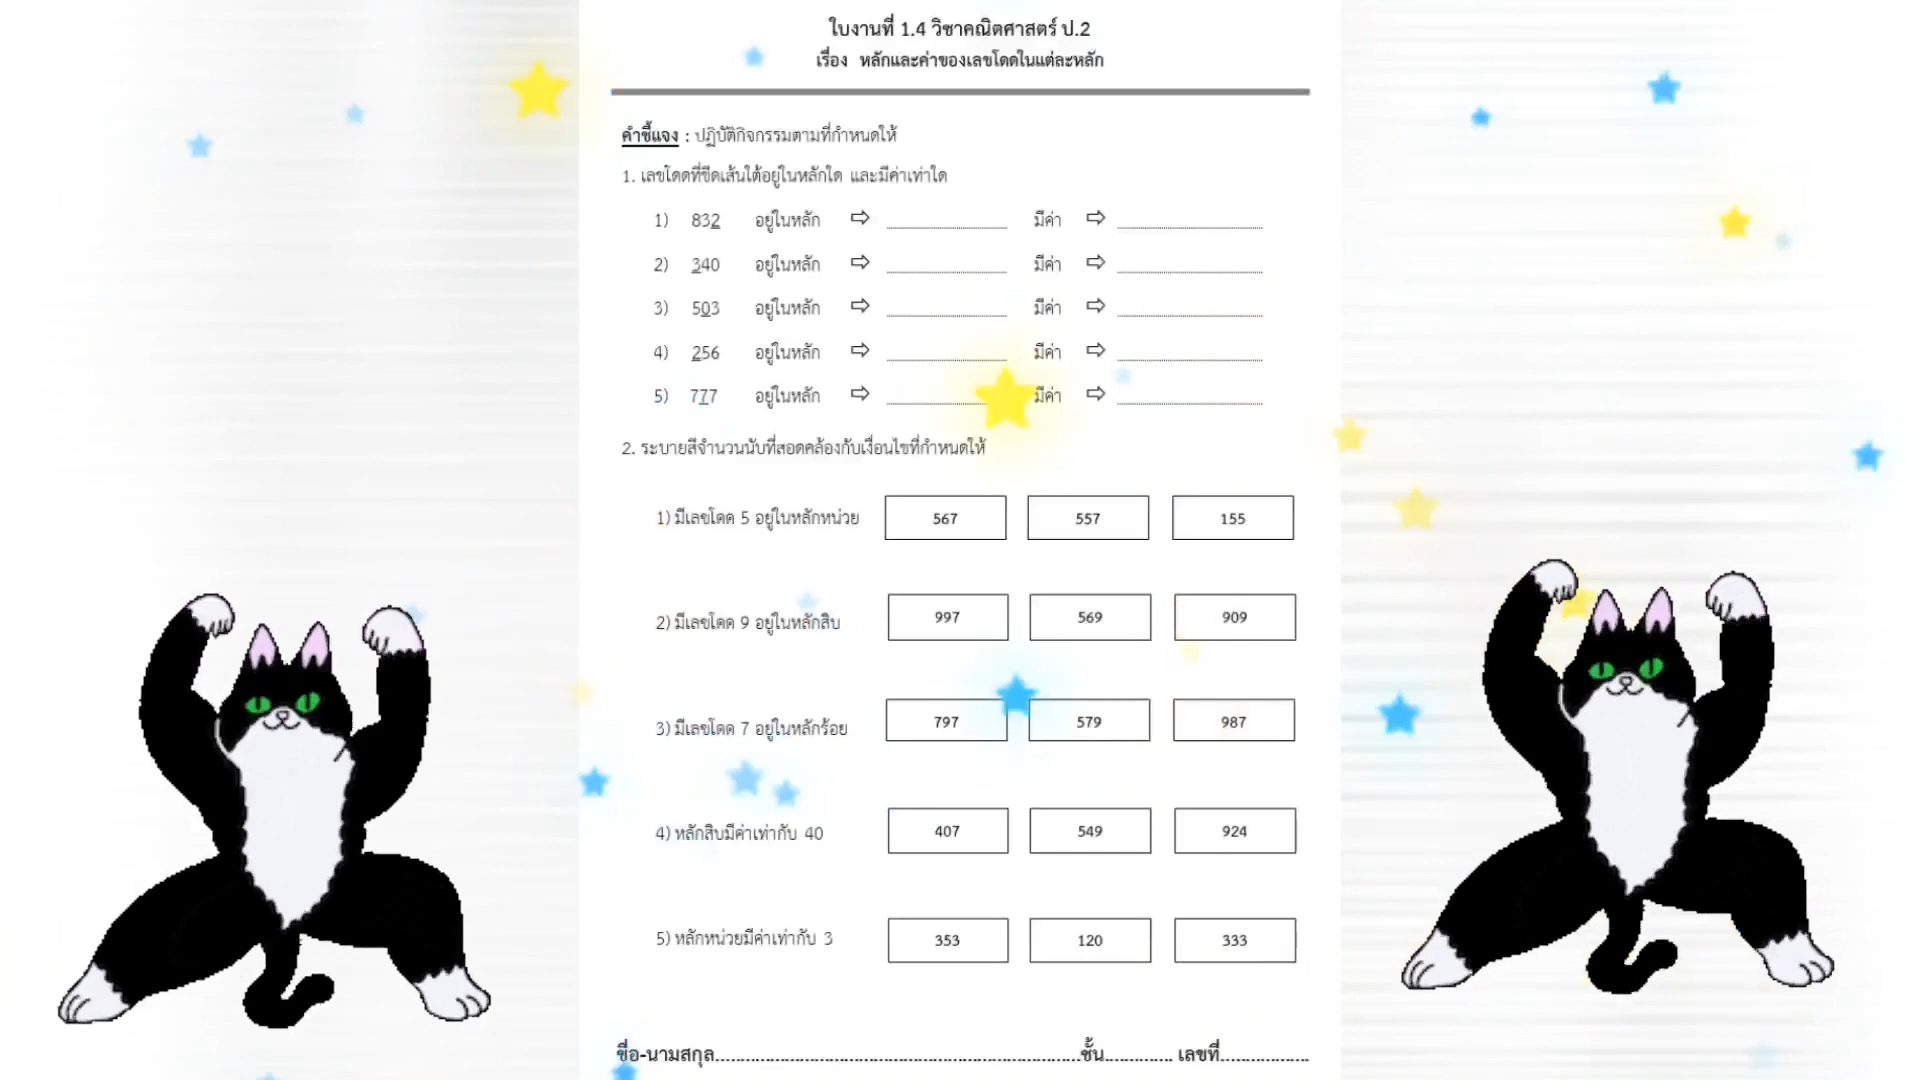 ใบงานที่ 1.4 วิชาคณิตศาสตร์ ป.2
เรื่อง หลักและค่าของเลขโดดในแต่ละหลัก
คำชี้แจง : ปฏิบัติกิจกรรมตามที่กำหนดให้
1. เลขโดดที่ขีดเส้นใต้อยู่ในหลักใด และมีค่าเท่าใด
1) 832 อยู่ในหลัก ⇨ ............ มีค่า ⇨ ............
2) 340 อยู่ในหลัก ⇨ ............ มีค่า ⇨ ............
3) 503 อยู่ในหลัก ⇨ ............ มีค่า ⇨ ............
4) 256 อยู่ในหลัก ⇨ ............ มีค่า ⇨ ............
5) 777 อยู่ในหลัก ⇨ ............ มีค่า ⇨ ............
2. ระบายสีจำนวนนับที่สอดคล้องกับเงื่อนไขที่กำหนดให้
1) มีเลขโดด 5 อยู่ในหลักหน่วย 567 557 155
2) มีเลขโดด 9 อยู่ในหลักสิบ 997 569 909
3) มีเลขโดด 7 อยู่ในหลักร้อย 797 579 987
4) หลักสิบมีค่าเท่ากับ 40 407 549 924
5) หลักหน่วยมีค่าเท่ากับ 3 353 120 333
ชื่อ-นามสกุล............ชั้น............ เลขที่............